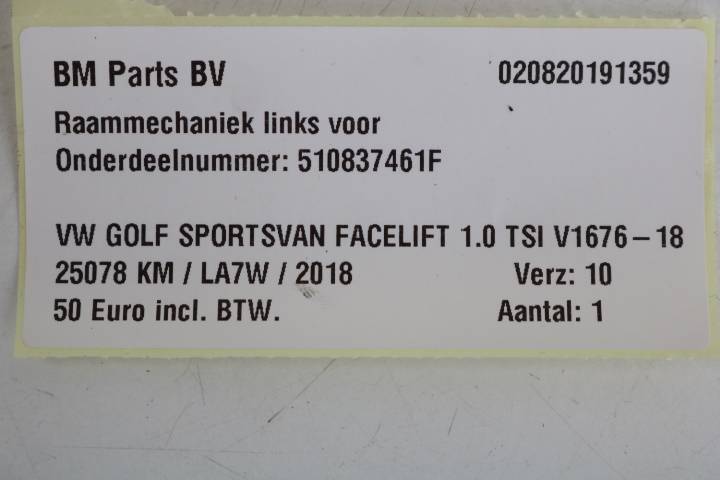 BM Parts BV 020820191359
Raammechaniek links voor
Onderdeelnummer: 510837461F
VW GOLF SPORTSVAN FACELIFT 1.0 TSI V1676-18
25078 KM / LA7W / 2018 Verz: 10
50 Euro incl. BTW. Aantal: 1